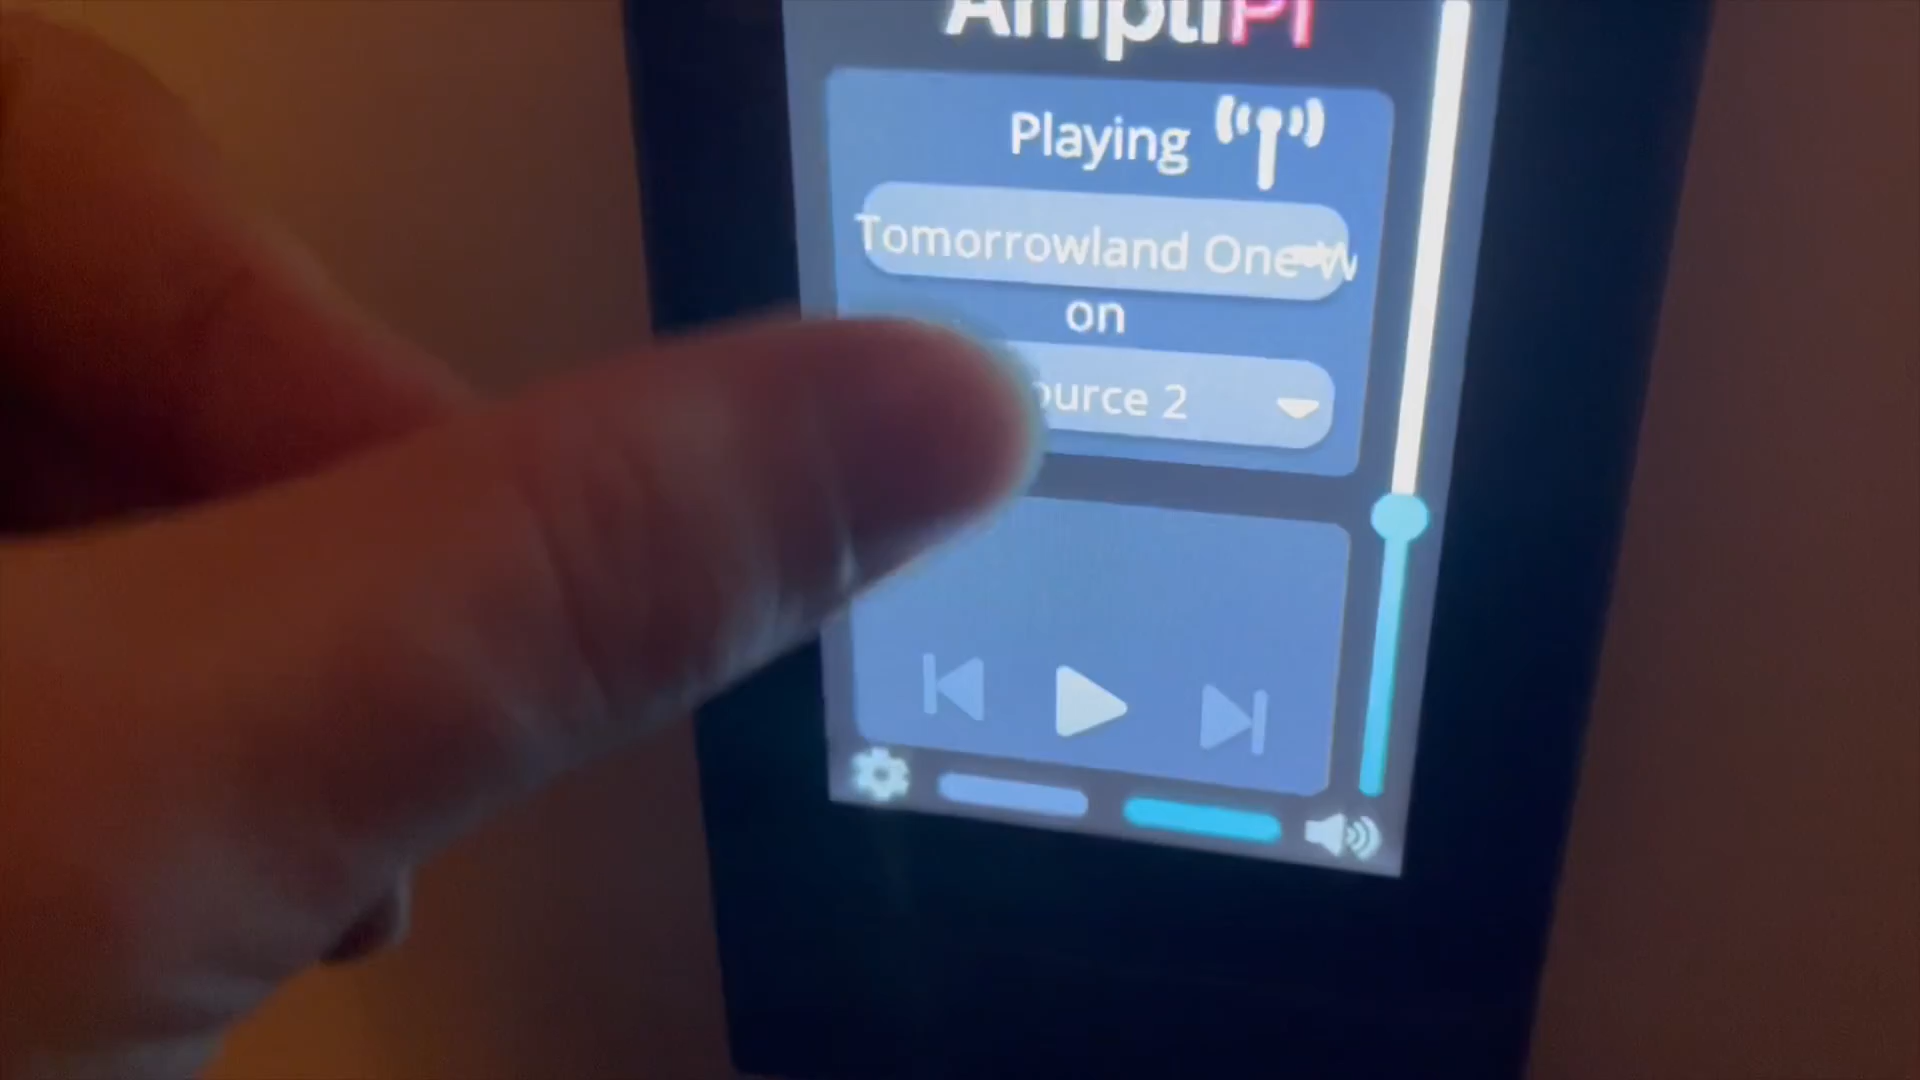 AmpliPi
Playing
Tomorrowland One W
on
ource 2